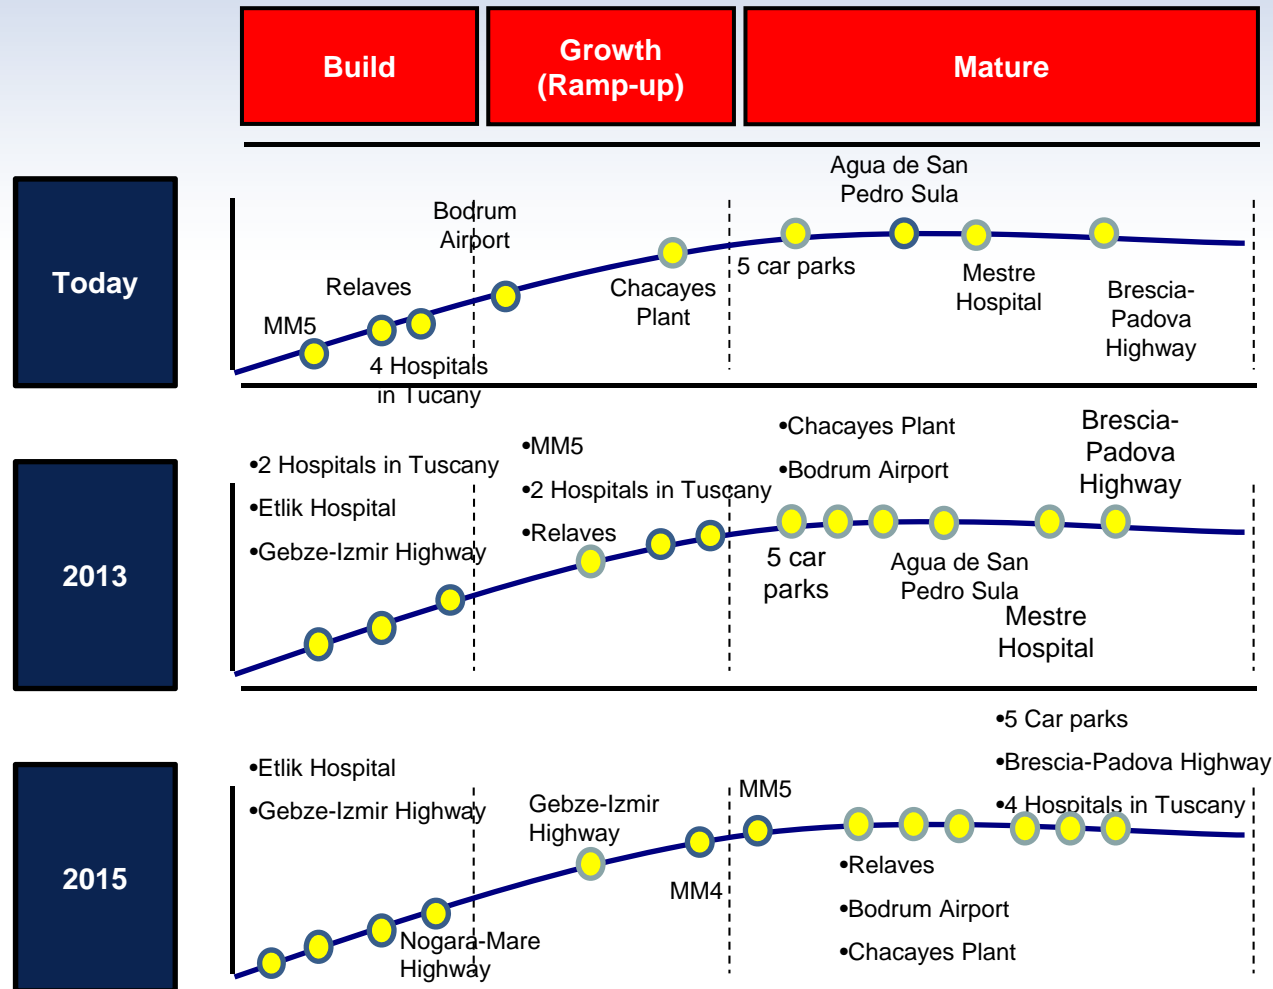 Build
Growth
(Ramp-up)
Mature
Today
MM5
Relaves
4 Hospitals
in Tucany
Bodrum
Airport
Chacayes
Plant
5 car parks
Agua de San
Pedro Sula
Mestre
Hospital
Brescia-
Padova
Highway
2013
•2 Hospitals in Tuscany
•Etlik Hospital
•Gebze-Izmir Highway
•MM5
•2 Hospitals in Tuscany
•Relaves
•Chacayes Plant
•Bodrum Airport
5 car
parks
Agua de San
Pedro Sula
Mestre
Hospital
Brescia-
Padova
Highway
2015
•Etlik Hospital
•Gebze-Izmir Highway
Nogara-Mare
Highway
Gebze-Izmir
Highway
MM4
MM5
•Relaves
•Bodrum Airport
•Chacayes Plant
•5 Car parks
•Brescia-Padova Highway
•4 Hospitals in Tuscany